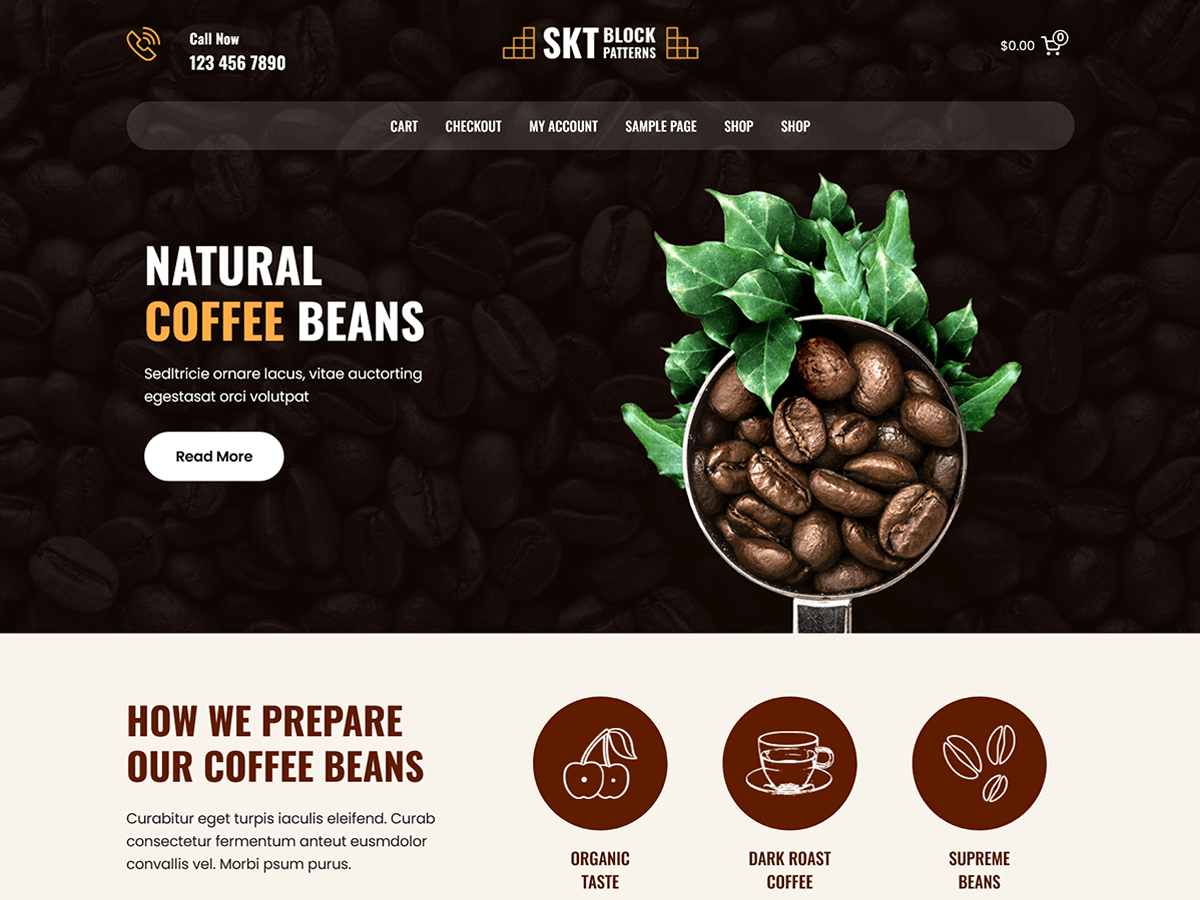 Call Now
123 456 7890
SKT BLOCK
PATTERNS
$0.00 0
CART CHECKOUT MY ACCOUNT SAMPLE PAGE SHOP SHOP
NATURAL
COFFEE BEANS
Sedltricie ornare lacus, vitae auctorting
egestasat orci volutpat
Read More
HOW WE PREPARE
OUR COFFEE BEANS
Curabitur eget turpis iaculis eleifend. Curab
consectetur fermentum anteut eusmdolor
convallis vel. Morbi psum purus.
ORGANIC
TASTE
DARK ROAST
COFFEE
SUPREME
BEANS